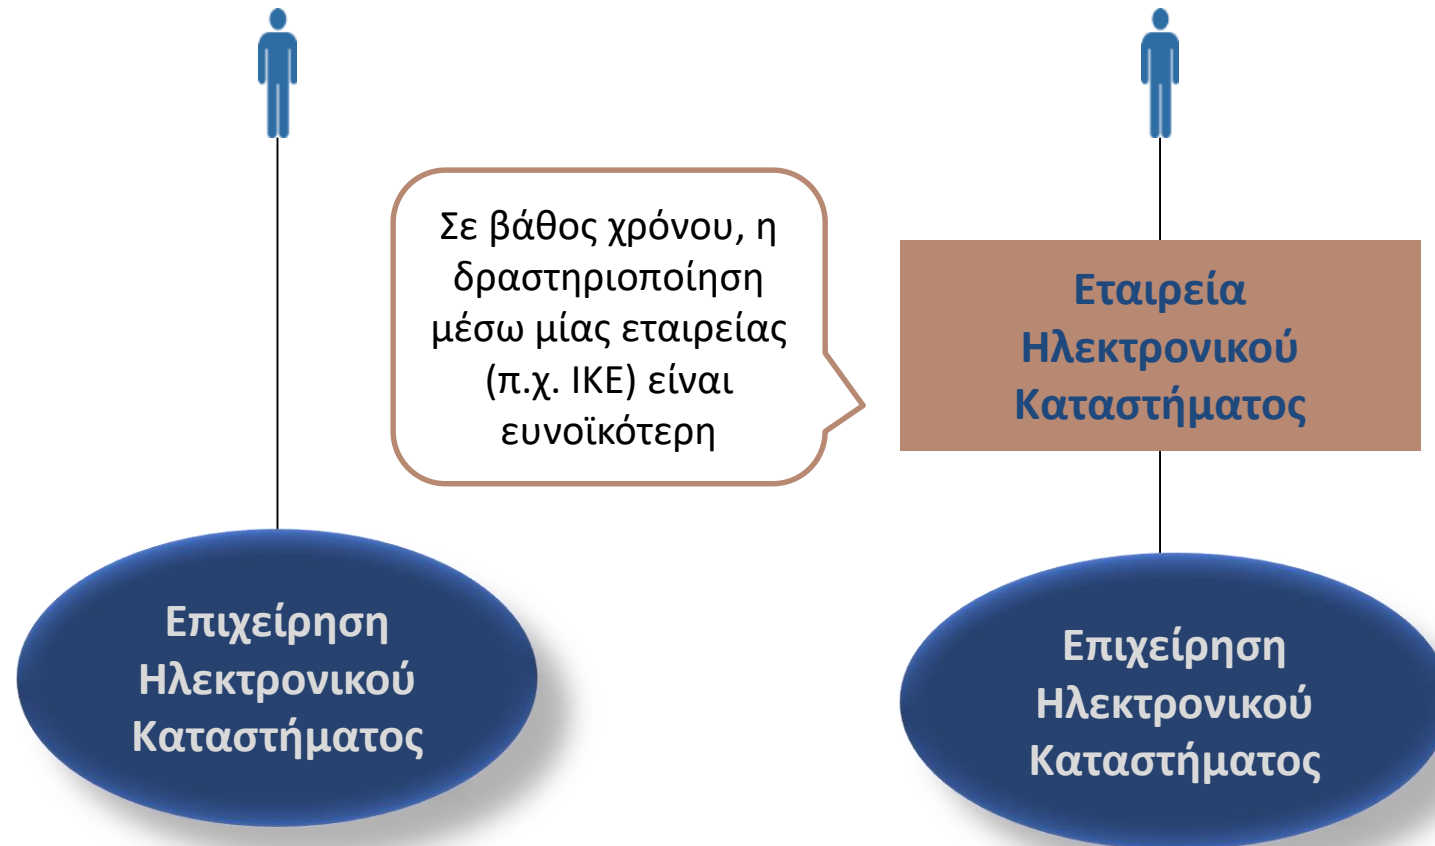 Σε βάθος χρόνου, η
δραστηριοποίηση
μέσω μίας εταιρείας
(π.χ. ΙΚΕ) είναι
ευνοϊκότερη
Εταιρεία
Ηλεκτρονικού
Καταστήματος
Επιχείρηση
Ηλεκτρονικού
Καταστήματος
Επιχείρηση
Ηλεκτρονικού
Καταστήματος